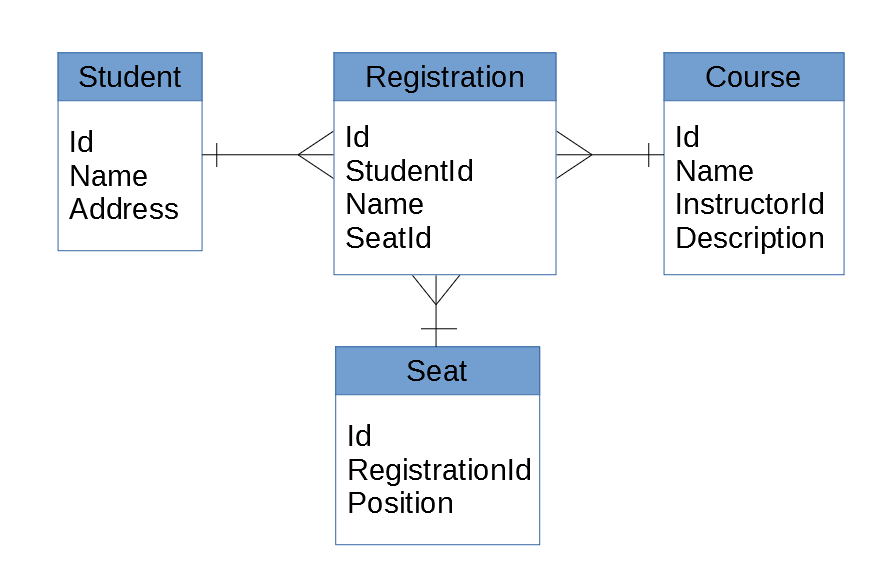 Student
Id
Name
Address
Registration
Id
StudentId
Name
SeatId
Course
Id
Name
InstructorId
Description
Seat
Id
RegistrationId
Position